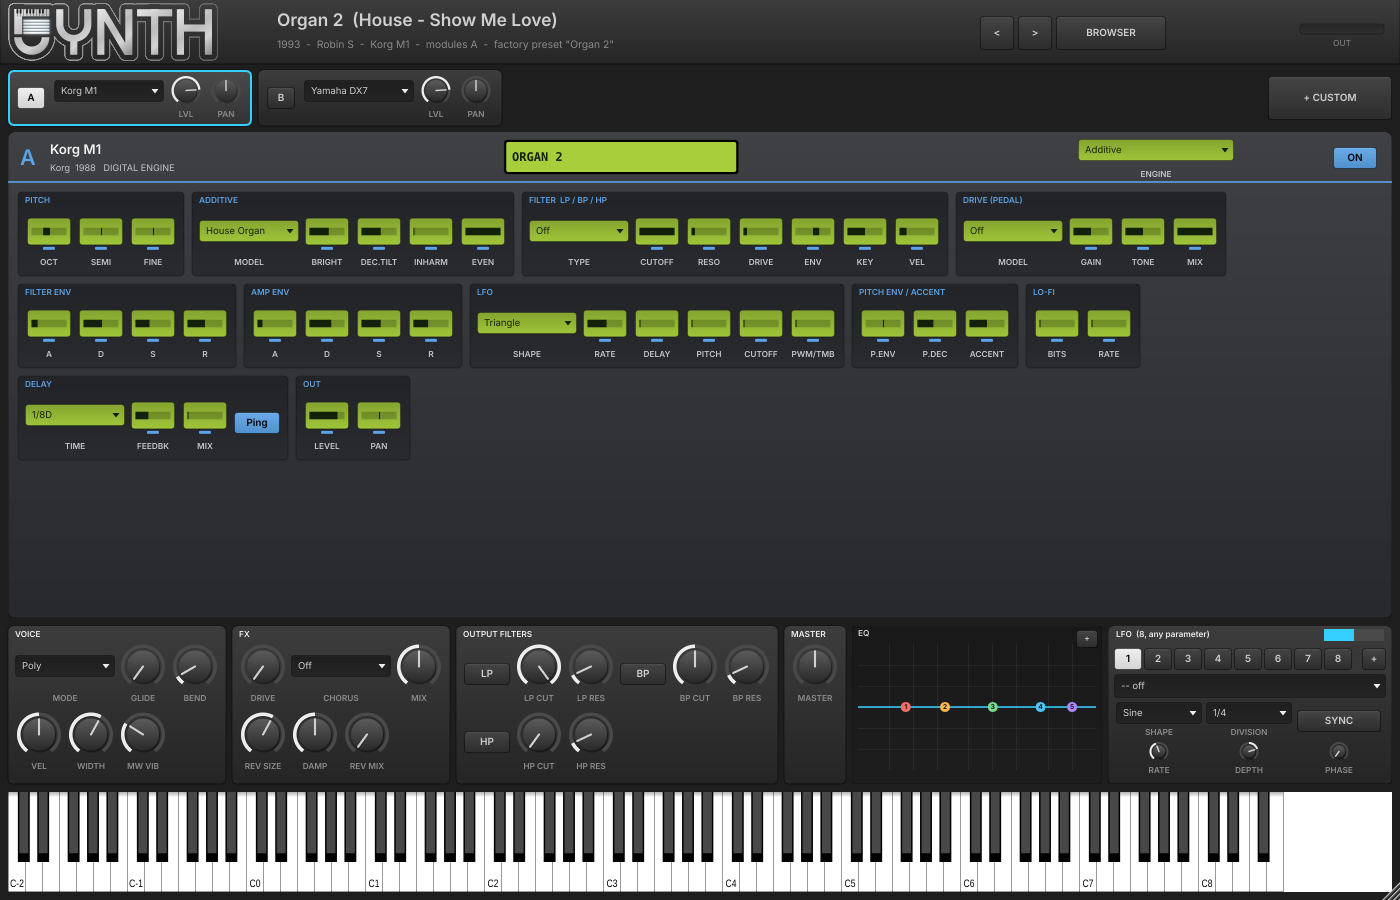 SYNTH
Organ 2 (House - Show Me Love)
1993 - Robin S - Korg M1 - modules A - factory preset "Organ 2"
< > BROWSER
OUT
A Korg M1 LVL PAN
B Yamaha DX7 LVL PAN
+ CUSTOM
A Korg M1
Korg 1988 DIGITAL ENGINE
ORGAN 2
Additive
ENGINE
ON
PITCH
OCT SEMI FINE
ADDITIVE
House Organ
MODEL BRIGHT DEC.TILT INHARM EVEN
FILTER LP / BP / HP
Off
TYPE CUTOFF RESO DRIVE ENV KEY VEL
DRIVE (PEDAL)
Off
MODEL GAIN TONE MIX
FILTER ENV
A D S R
AMP ENV
A D S R
LFO
Triangle
SHAPE RATE DELAY PITCH CUTOFF PWM/TMB
PITCH ENV / ACCENT
P.ENV P.DEC ACCENT
LO-FI
BITS RATE
DELAY
1/8D Ping
TIME FEEDBK MIX
OUT
LEVEL PAN
VOICE
Poly
MODE GLIDE BEND
VEL WIDTH MW VIB
FX
Off
DRIVE CHORUS MIX
REV SIZE DAMP REV MIX
OUTPUT FILTERS
LP BP
LP CUT LP RES BP CUT BP RES
HP
HP CUT HP RES
MASTER
MASTER
EQ +
1 2 3 4 5
LFO (8, any parameter)
1 2 3 4 5 6 7 8 +
-- off
Sine 1/4 SYNC
SHAPE DIVISION
RATE DEPTH PHASE
C-2 C-1 C0 C1 C2 C3 C4 C5 C6 C7 C8